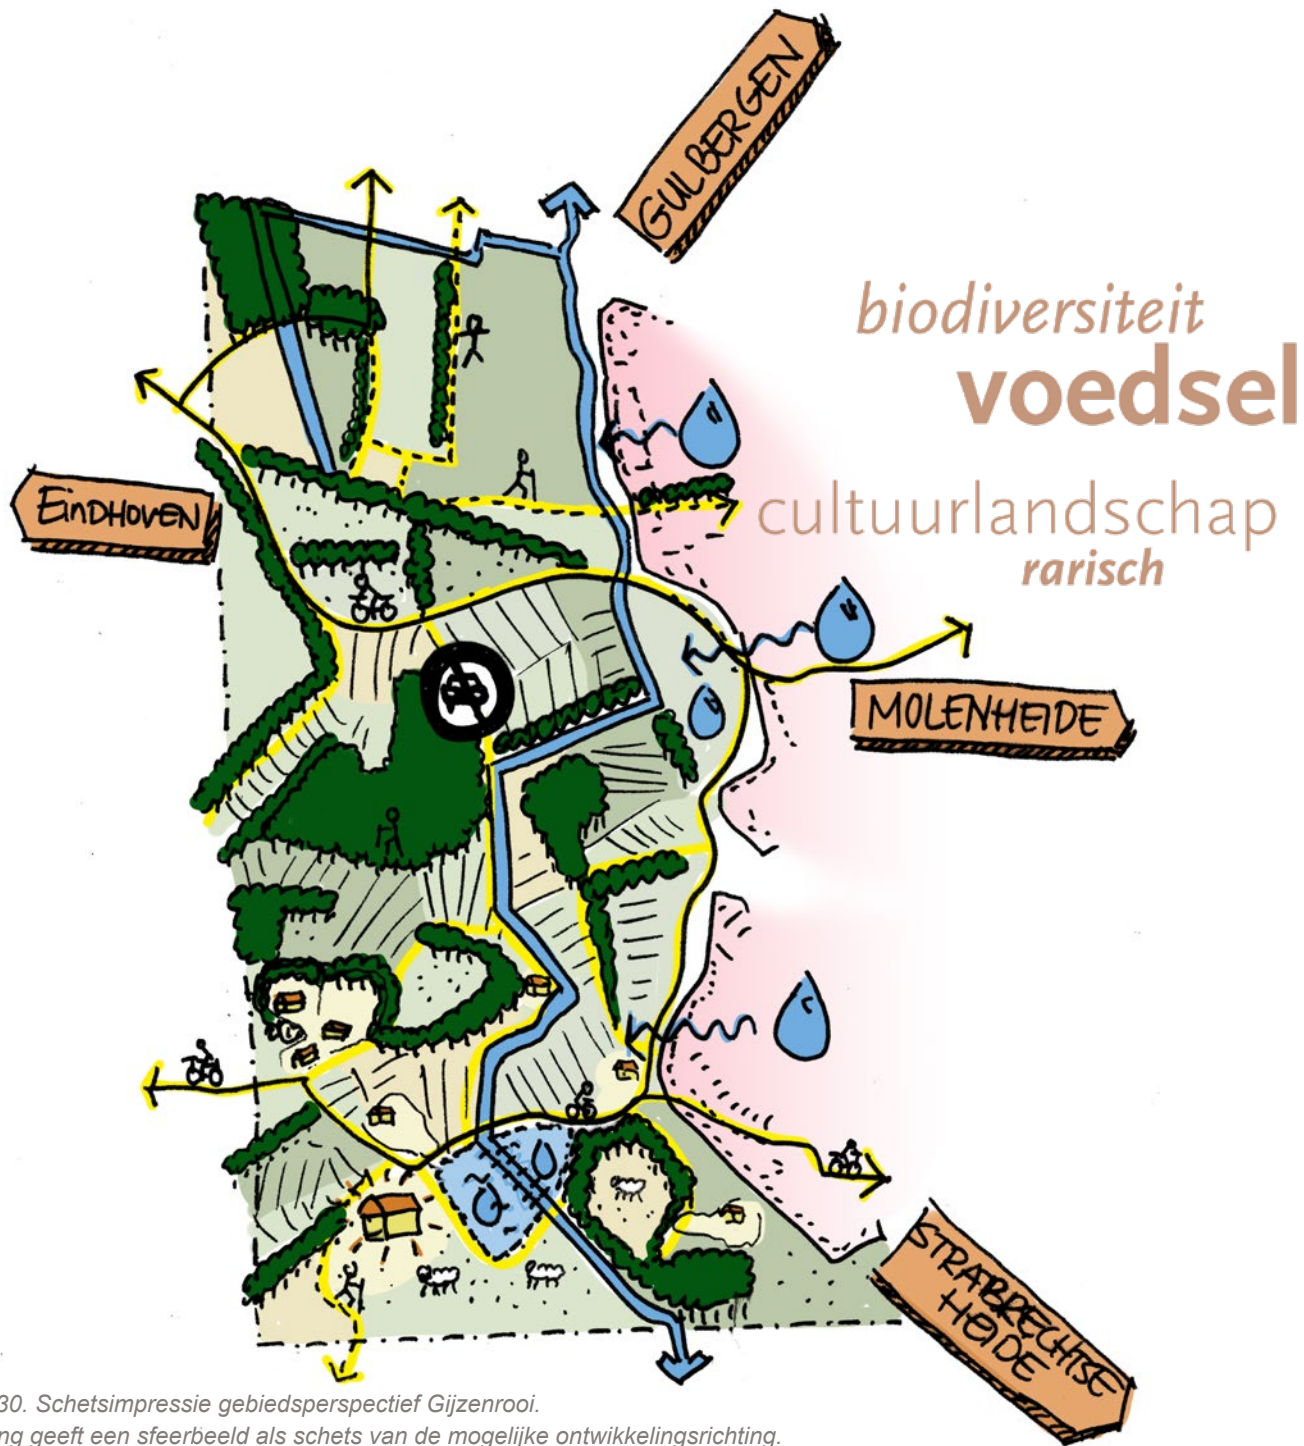 GULBERGEN
biodiversiteit
voedsel
EINDHOVEN
cultuurlandschap
rarisch
MOLENHEIDE
STRABRECHTSE
HEIDE
30. Schetsimpressie gebiedsperspectief Gijzenrooi.
ng geeft een sfeerbeeld als schets van de mogelijke ontwikkelingsrichting.